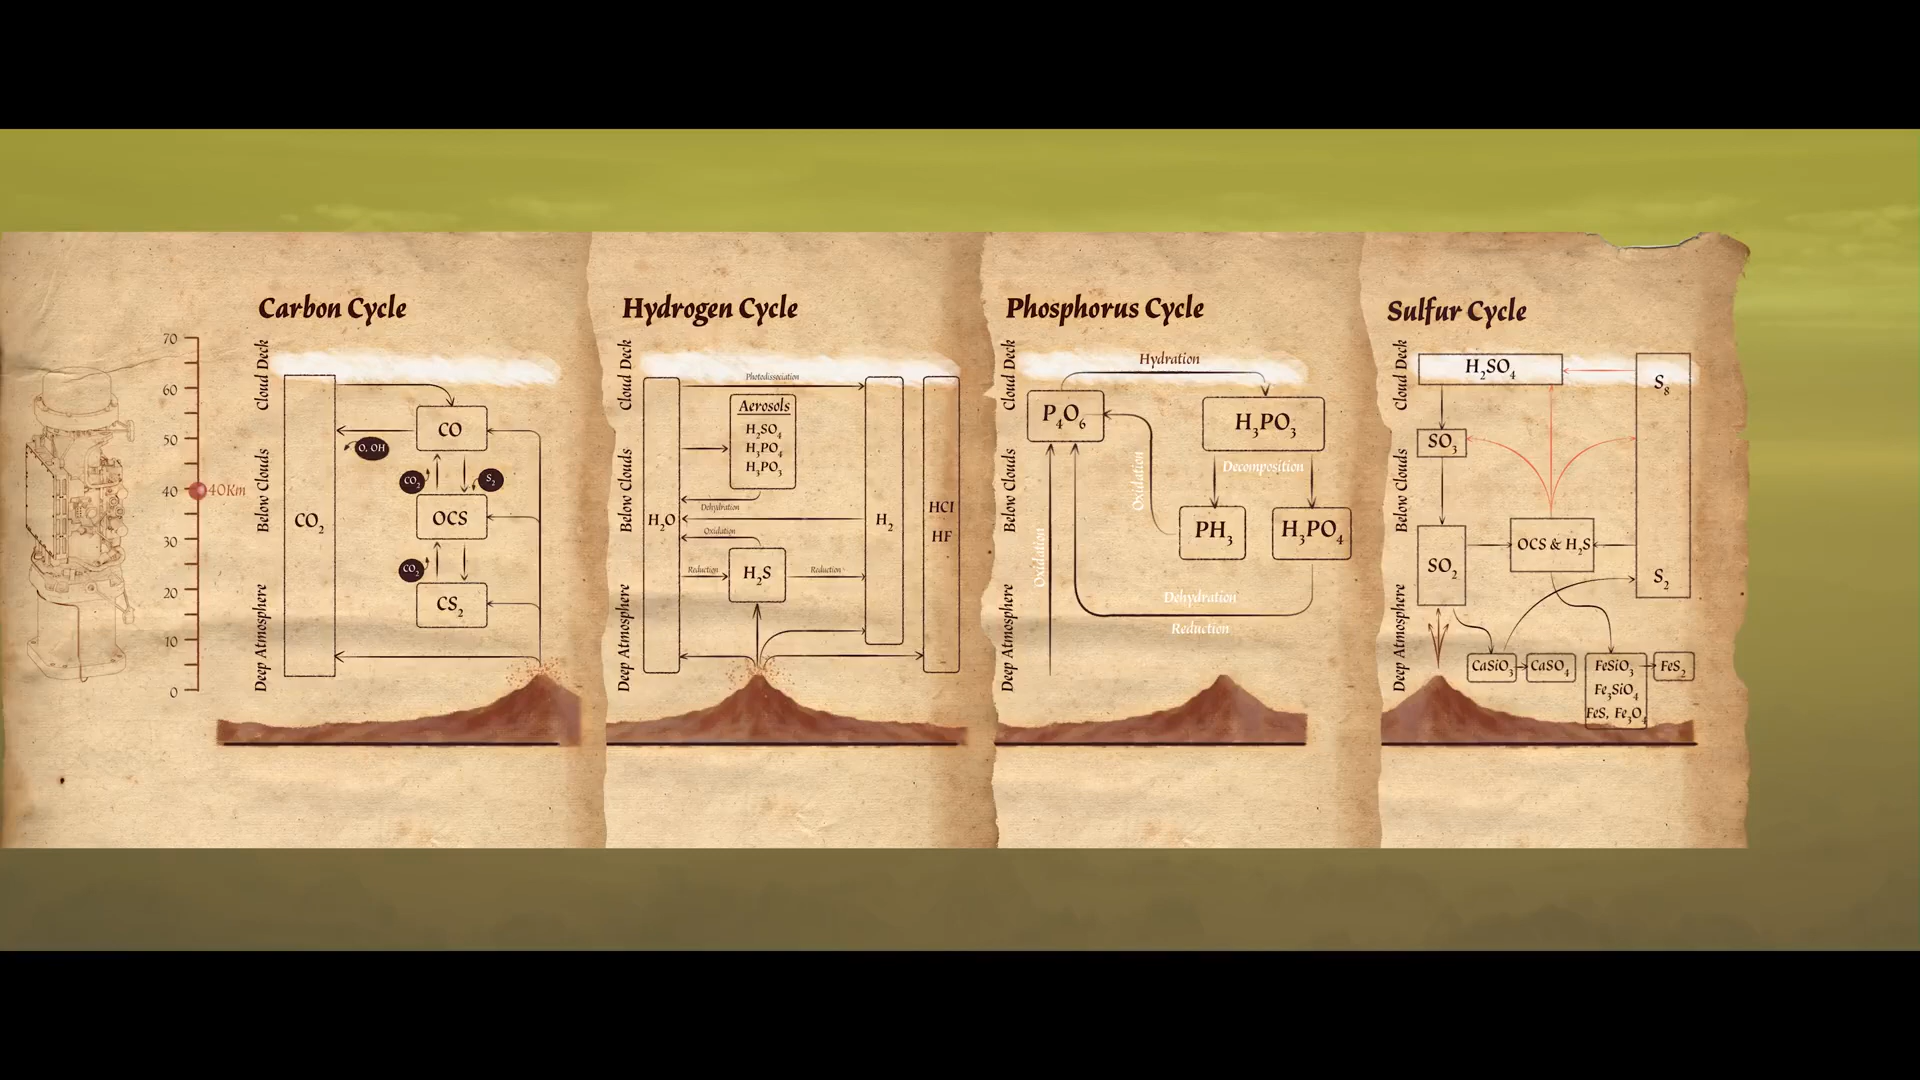 70
60
50
40
40Km
30
20
10
0
Carbon Cycle
Cloud Deck
Below Clouds
Deep Atmosphere
CO₂
CO
O, OH
CO₂
S₂
OCS
CO₂
CS₂
Hydrogen Cycle
Cloud Deck
Below Clouds
Deep Atmosphere
Photodissociation
Aerosols
H₂SO₄
H₃PO₄
H₃PO₃
Dehydration
H₂O
H₂
HCl
HF
Oxidation
Reduction
H₂S
Reduction
Phosphorus Cycle
Cloud Deck
Below Clouds
Deep Atmosphere
Hydration
P₄O₆
H₃PO₃
Oxidation
Decomposition
PH₃
H₃PO₄
Oxidation
Dehydration
Reduction
Sulfur Cycle
Cloud Deck
Below Clouds
Deep Atmosphere
H₂SO₄
S₈
SO₃
OCS & H₂S
SO₂
S₂
CaSiO₃
CaSO₄
FeSiO₃
Fe₃SiO₄
FeS, Fe₃O₄
FeS₂